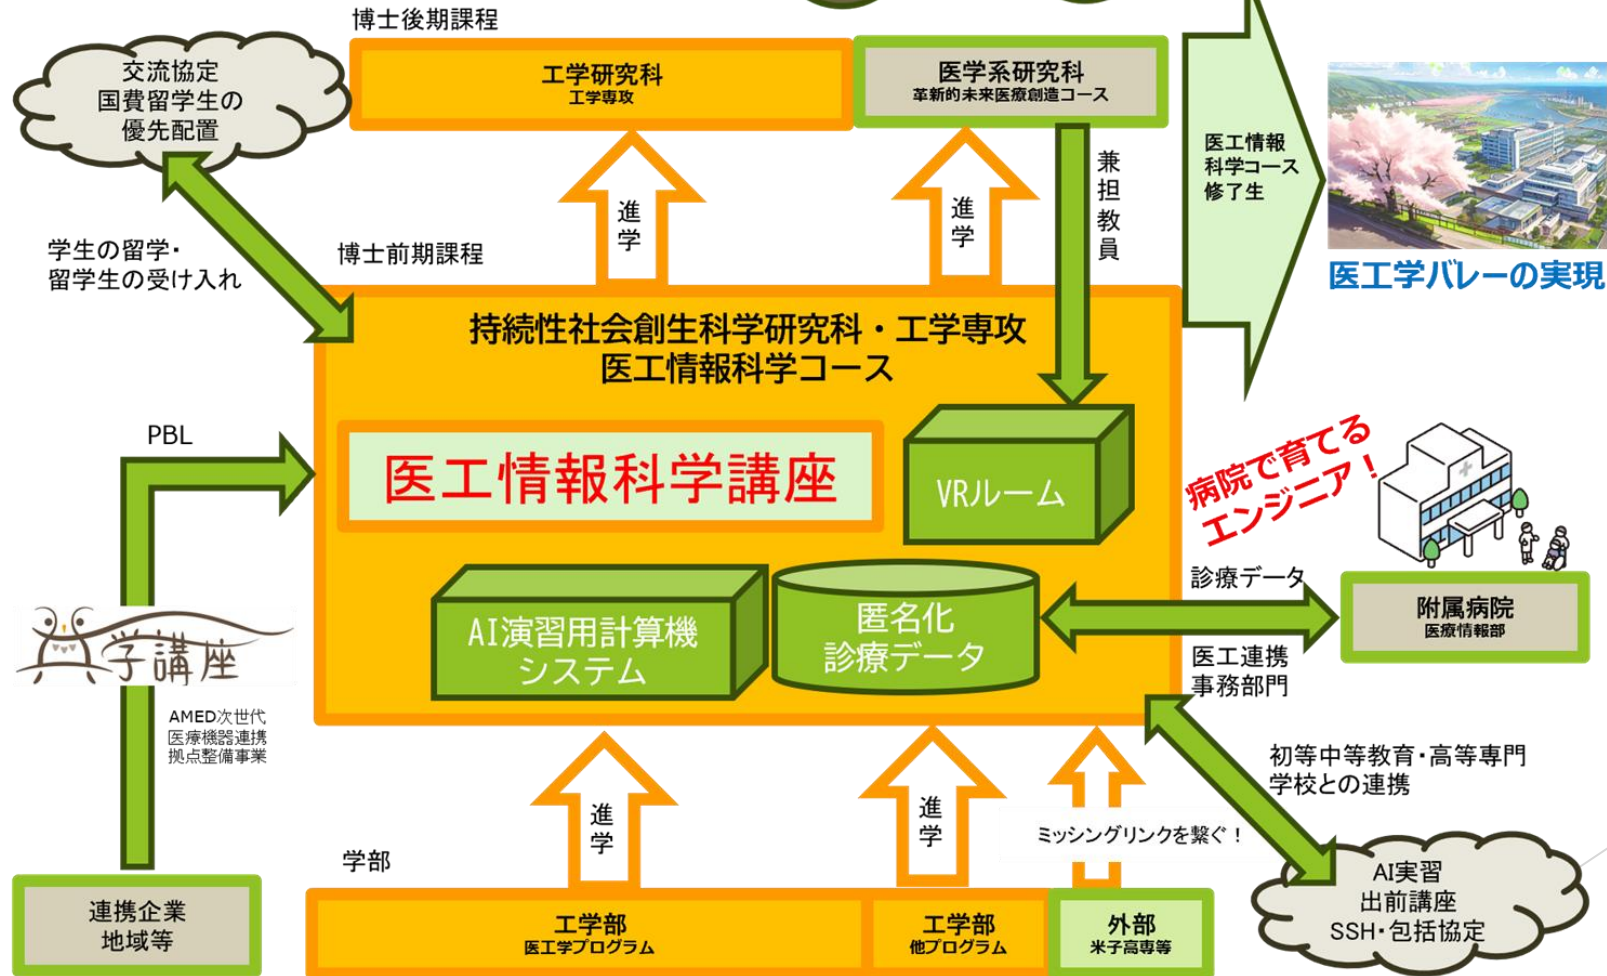 博士後期課程
交流協定
国費留学生の
優先配置
工学研究科
工学専攻
医学系研究科
革新的未来医療創造コース
医工情報
科学コース
修了生
医工学バレーの実現
進学
進学
兼担教員
学生の留学・
留学生の受け入れ
博士前期課程
持続性社会創生科学研究科・工学専攻
医工情報科学コース
PBL
医工情報科学講座
VRルーム
病院で育てる
エンジニア！
AI演習用計算機
システム
匿名化
診療データ
診療データ
附属病院
医療情報部
医工連携
事務部門
学講座
AMED次世代
医療機器連携
拠点整備事業
初等中等教育・高等専門
学校との連携
進学
進学
ミッシングリンクを繋ぐ！
学部
AI実習
出前講座
SSH・包括協定
連携企業
地域等
工学部
医工学プログラム
工学部
他プログラム
外部
米子高専等